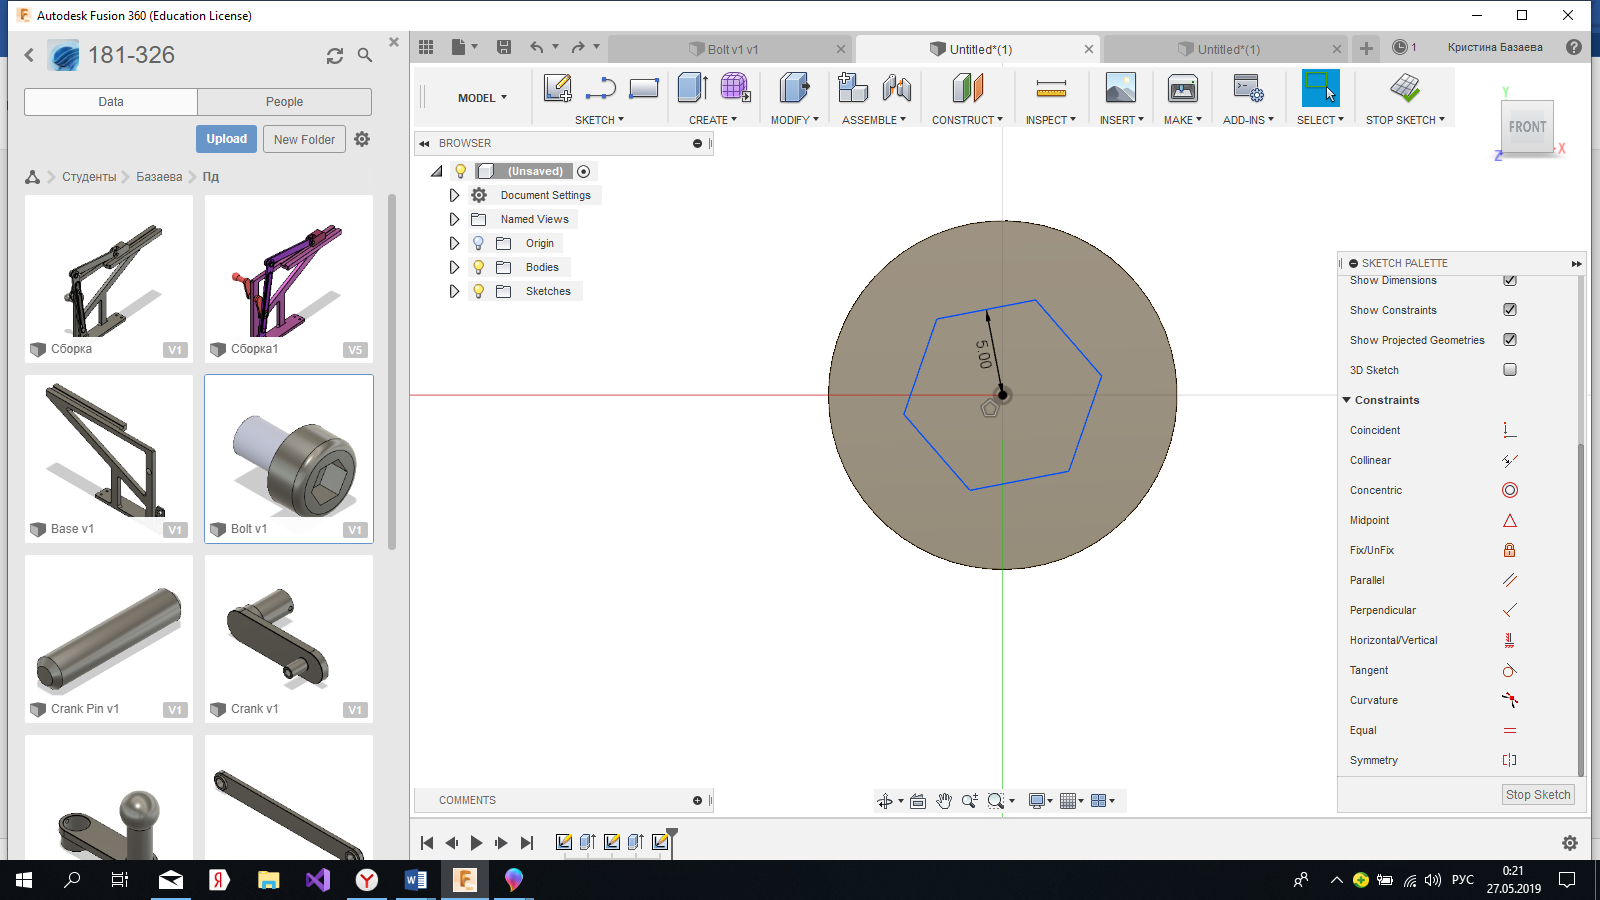 Autodesk Fusion 360 (Education License)
181-326
Data
People
Upload
New Folder
Студенты
Базаева
Пд
Сборка
V1
Сборка1
V5
Base v1
V1
Bolt v1
V1
Crank Pin v1
V1
Crank v1
V1
Bolt v1 v1
Untitled*(1)
Untitled*(1)
1
Кристина Базаева
MODEL
SKETCH
CREATE
MODIFY
ASSEMBLE
CONSTRUCT
INSPECT
INSERT
MAKE
ADD-INS
SELECT
STOP SKETCH
BROWSER
(Unsaved)
Document Settings
Named Views
Origin
Bodies
Sketches
Y
FRONT
Z
X
5.00
SKETCH PALETTE
Show Dimensions
Show Constraints
Show Projected Geometries
3D Sketch
Constraints
Coincident
Collinear
Concentric
Midpoint
Fix/UnFix
Parallel
Perpendicular
Horizontal/Vertical
Tangent
Curvature
Equal
Symmetry
Stop Sketch
COMMENTS
РУС
0:21
27.05.2019